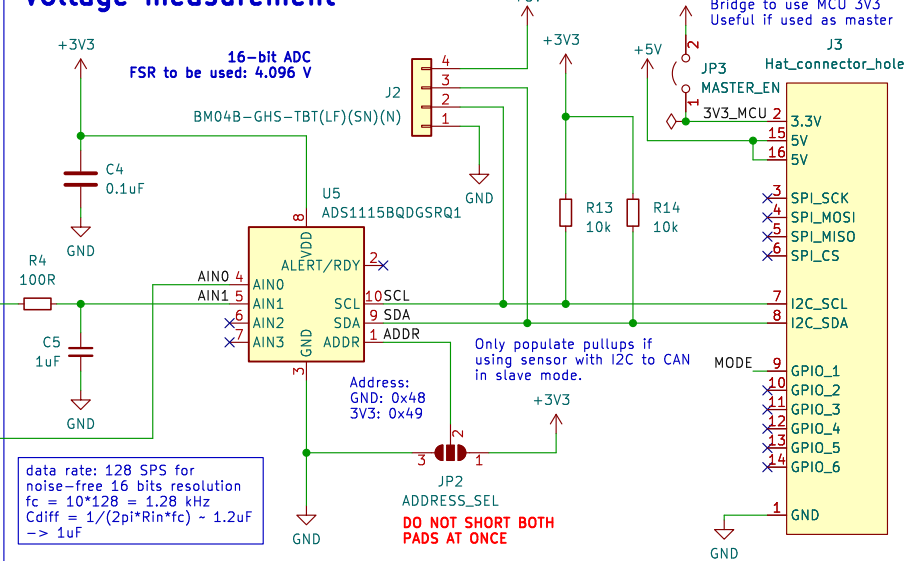 Voltage measurement
Bridge to use MCU 3V3
Useful if used as master
+3V3
16-bit ADC
FSR to be used: 4.096 V
+3V3
+5V
J3
Hat_connector_hole
JP3
MASTER_EN
2
1
J2
BM04B-GHS-TBT(LF)(SN)(N)
4
3
2
1
GND
3V3_MCU
2 3.3V
15 5V
16 5V
3 SPI_SCK
4 SPI_MOSI
5 SPI_MISO
6 SPI_CS
7 I2C_SCL
8 I2C_SDA
MODE
9 GPIO_1
10 GPIO_2
11 GPIO_3
12 GPIO_4
13 GPIO_5
14 GPIO_6
1 GND
GND
C4
0.1uF
GND
U5
ADS1115BQDGSRQ1
8
VDD
ALERT/RDY 2
AIN0 4 AIN0
AIN1 5 AIN1
6 AIN2
7 AIN3
SCL 10 SCL
SDA 9 SDA
ADDR 1 ADDR
GND
3
R13
10k
R14
10k
R4
100R
C5
1uF
GND
Only populate pullups if
using sensor with I2C to CAN
in slave mode.
Address:
GND: 0x48
3V3: 0x49
+3V3
2
3
1
JP2
ADDRESS_SEL
DO NOT SHORT BOTH
PADS AT ONCE
GND
data rate: 128 SPS for
noise-free 16 bits resolution
fc = 10*128 = 1.28 kHz
Cdiff = 1/(2pi*Rin*fc) ~ 1.2uF
-> 1uF